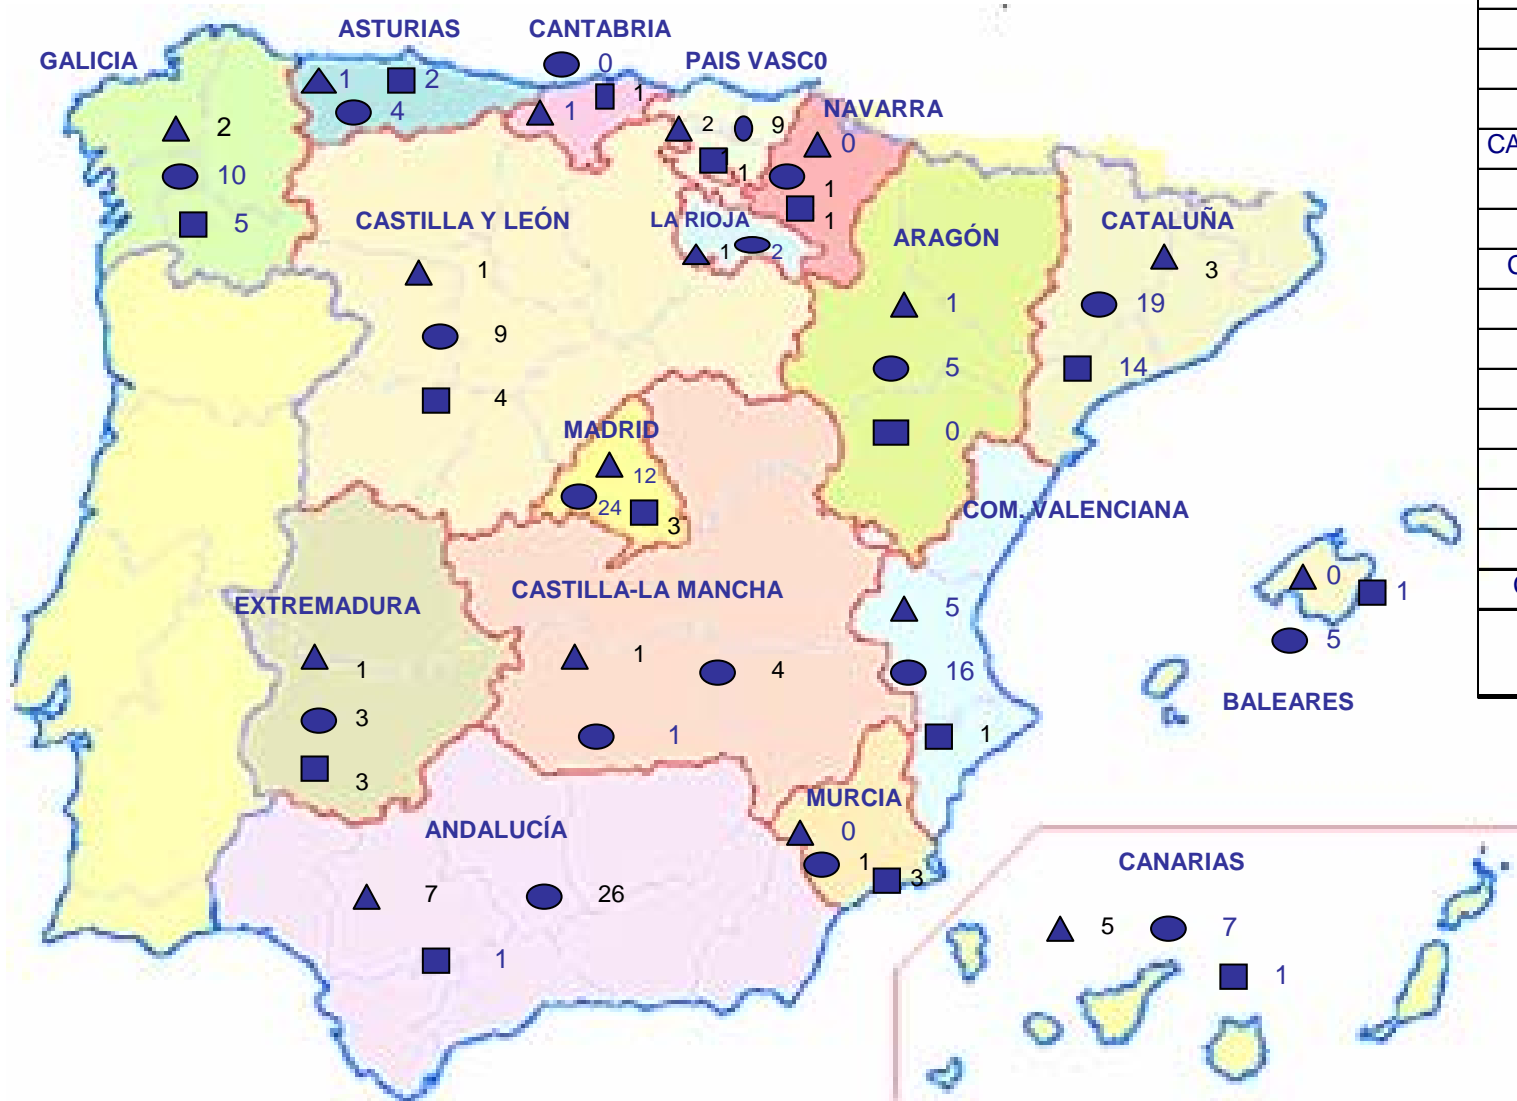 ASTURIAS
CANTABRIA
GALICIA
PAIS VASC0
0
1
2
1
1
4
NAVARRA
2
2
9
0
1
10
1
1
5
CASTILLA Y LEÓN
LA RIOJA
1
2
ARAGÓN
CATALUÑA
1
3
1
19
9
5
14
4
0
MADRID
12
24
3
COM. VALENCIANA
CASTILLA-LA MANCHA
EXTREMADURA
5
0
1
5
1
1
4
16
BALEARES
3
1
1
3
MURCIA
ANDALUCÍA
0
1
3
CANARIAS
7
26
5
7
1
1
CA
C